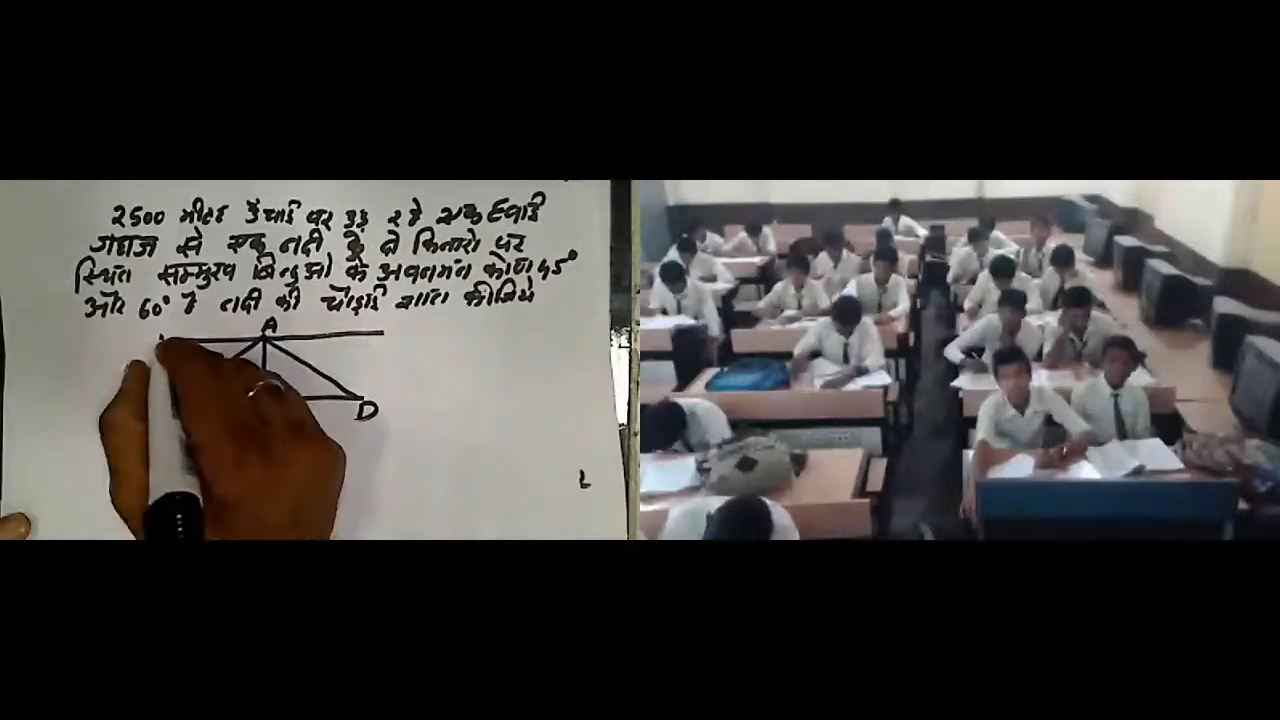 2500 मीटर ऊँचाई पर उड़ रहे एक हवाई
जहाज से एक नदी के दो किनारो पर
स्थित सम्मुख बिन्दुओ के अवनमन कोण 45°
और 60° है नदी की चौड़ाई ज्ञात कीजिये
A
D